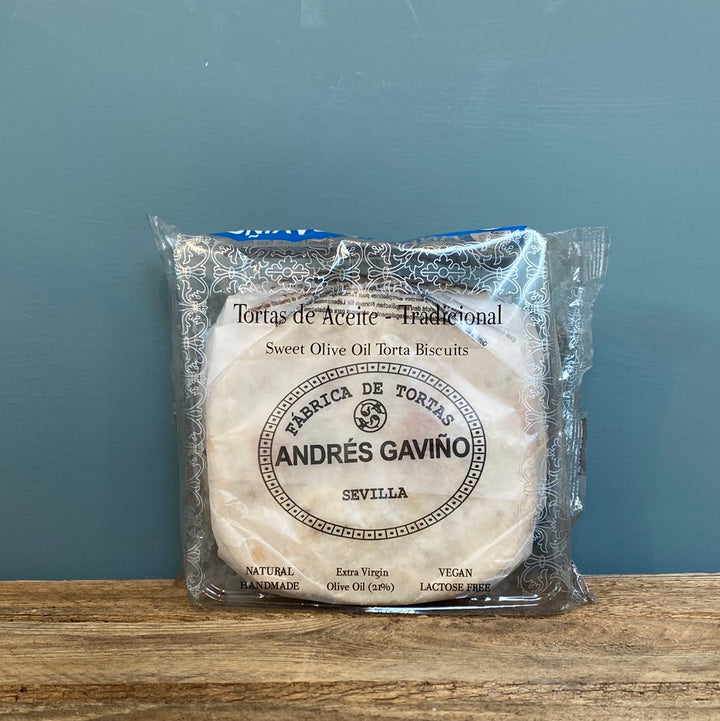 Tortas de Aceite - Tradicional
Sweet Olive Oil Torta Biscuits
FÁBRICA DE TORTAS
ANDRÉS GAVIÑO
SEVILLA
NATURAL
HANDMADE
Extra Virgin
Olive Oil (21%)
VEGAN
LACTOSE FREE